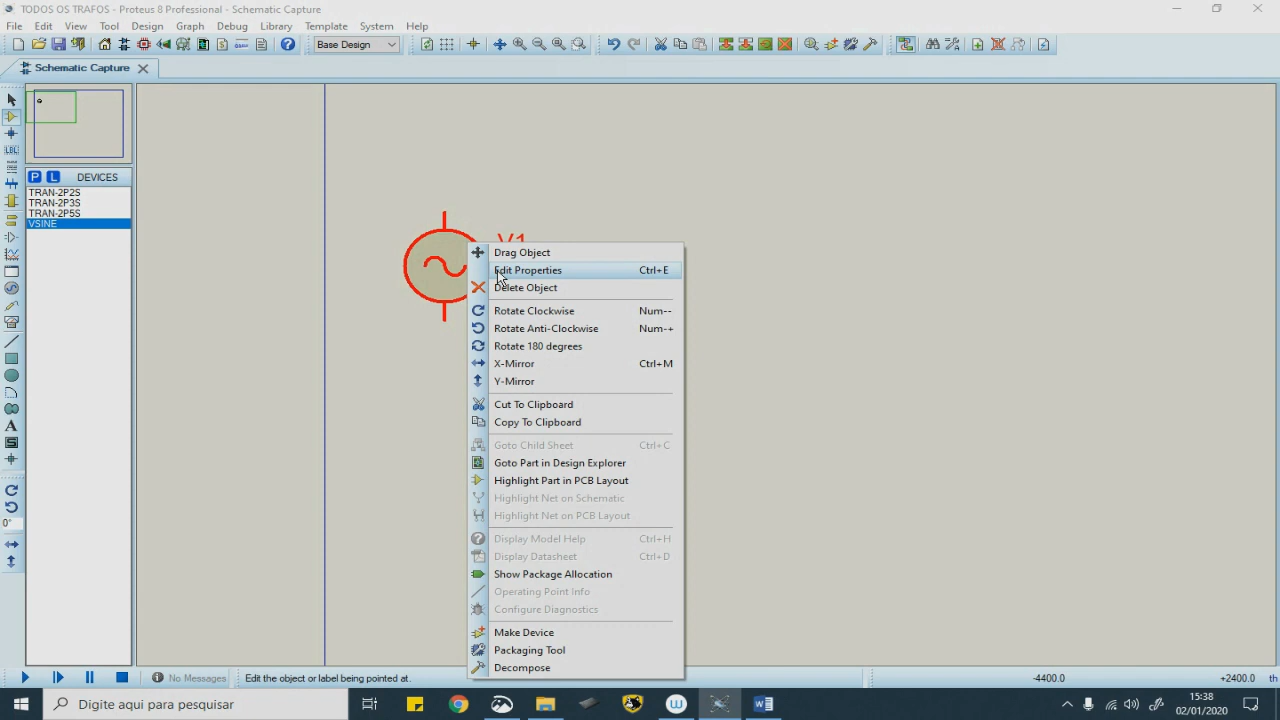 TODOS OS TRAFOS - Proteus 8 Professional - Schematic Capture
File Edit View Tool Design Graph Debug Library Template System Help
Base Design
Schematic Capture
P L DEVICES
TRAN-2P2S
TRAN-2P3S
TRAN-2P5S
VSINE
LBL
A
0°
V1
Drag Object
Edit Properties Ctrl+E
Delete Object
Rotate Clockwise Num--
Rotate Anti-Clockwise Num-+
Rotate 180 degrees
X-Mirror Ctrl+M
Y-Mirror
Cut To Clipboard
Copy To Clipboard
Goto Child Sheet Ctrl+C
Goto Part in Design Explorer
Highlight Part in PCB Layout
Highlight Net on Schematic
Highlight Net on PCB Layout
Display Model Help Ctrl+H
Display Datasheet Ctrl+D
Show Package Allocation
Operating Point Info
Configure Diagnostics
Make Device
Packaging Tool
Decompose
No Messages Edit the object or label being pointed at. -4400.0 +2400.0 th
Digite aqui para pesquisar
15:38
02/01/2020